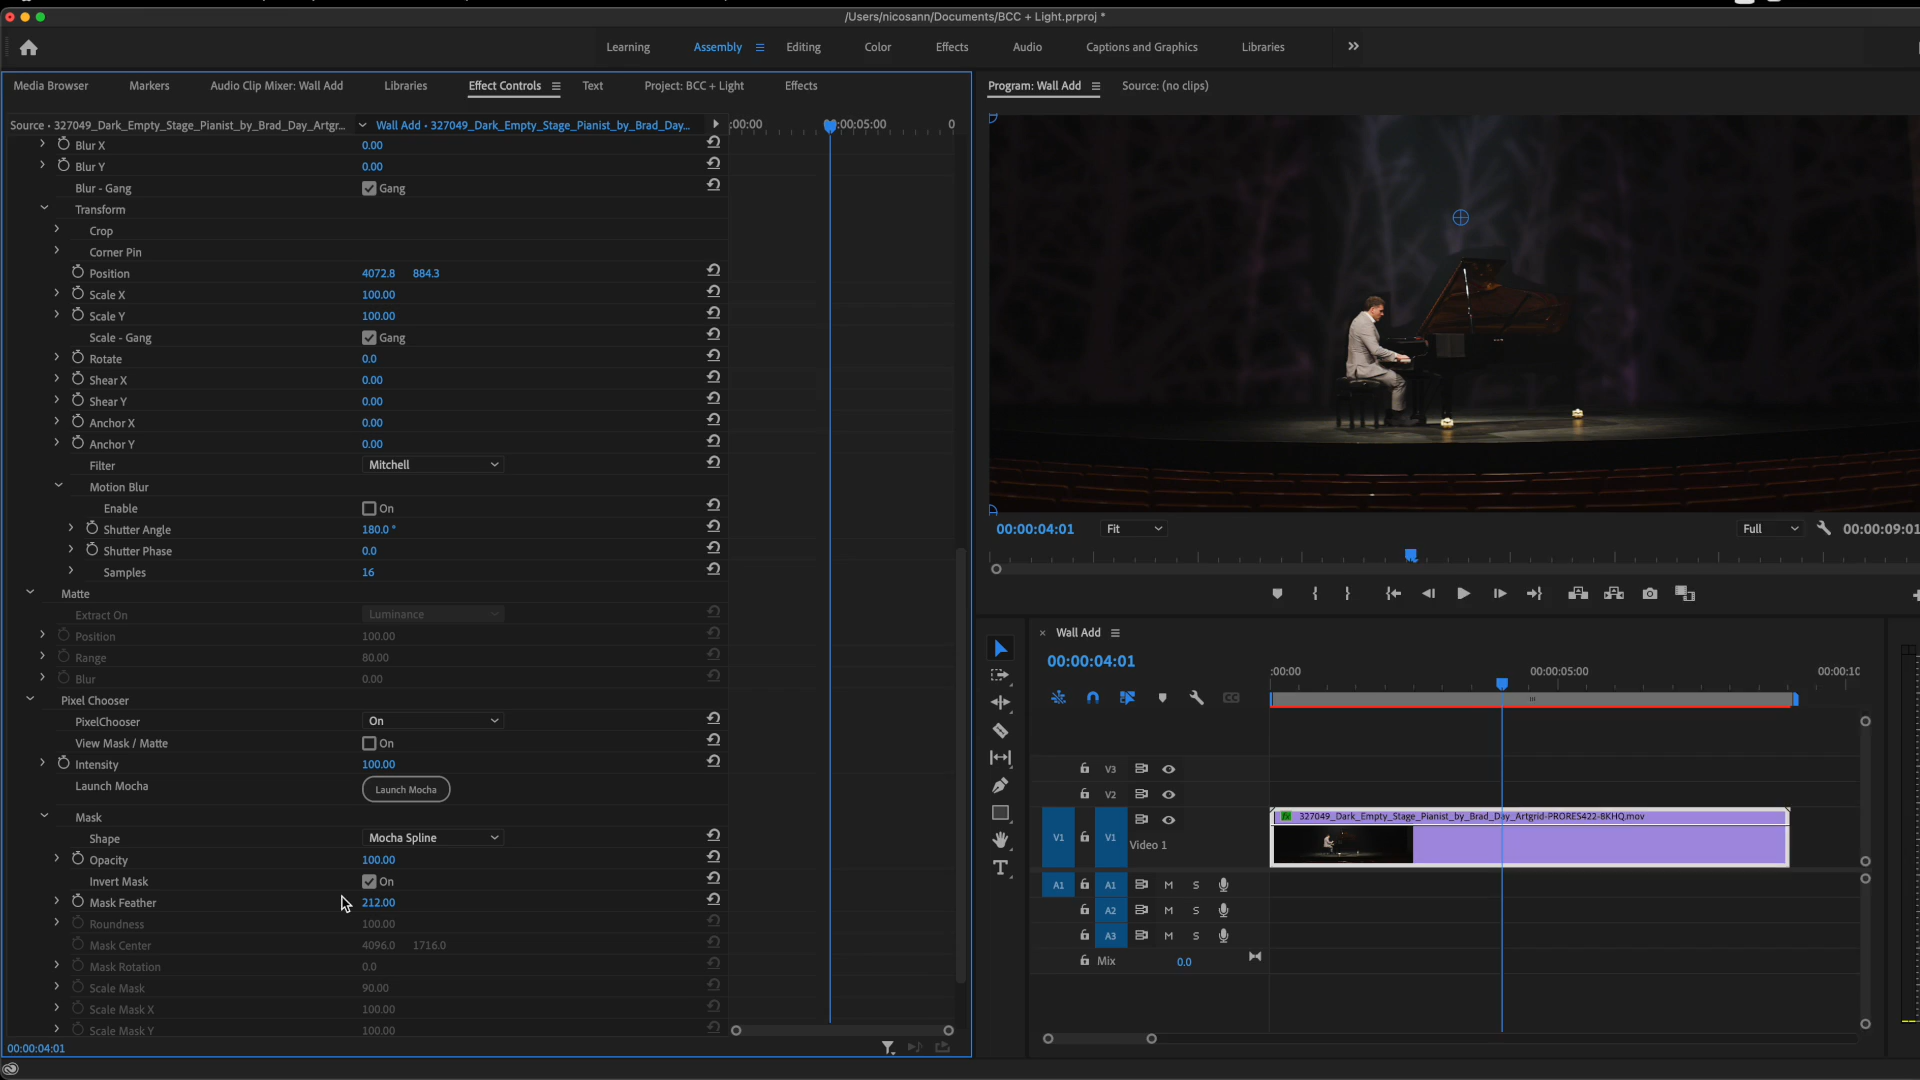 /Users/nicosann/Documents/BCC + Light.prproj *
Learning Assembly Editing Color Effects Audio Captions and Graphics Libraries
Media Browser Markers Audio Clip Mixer: Wall Add Libraries Effect Controls Text Project: BCC + Light Effects
Source • 327049_Dark_Empty_Stage_Pianist_by_Brad_Day_Artgr... Wall Add • 327049_Dark_Empty_Stage_Pianist_by_Brad_Day... :00:00 00:00:05:00 0
Blur X 0.00
Blur Y 0.00
Blur - Gang Gang
Transform
Crop
Corner Pin
Position 4072.8 884.3
Scale X 100.00
Scale Y 100.00
Scale - Gang Gang
Rotate 0.0
Shear X 0.00
Shear Y 0.00
Anchor X 0.00
Anchor Y 0.00
Filter Mitchell
Motion Blur
Enable On
Shutter Angle 180.0 °
Shutter Phase 0.0
Samples 16
Matte
Extract On Luminance
Position 100.00
Range 80.00
Blur 0.00
Pixel Chooser
PixelChooser On
View Mask / Matte On
Intensity 100.00
Launch Mocha Launch Mocha
Mask
Shape Mocha Spline
Opacity 100.00
Invert Mask On
Mask Feather 212.00
Roundness 100.00
Mask Center 4096.0 1716.0
Mask Rotation 0.0
Scale Mask 90.00
Scale Mask X 100.00
Scale Mask Y 100.00
00:00:04:01
Program: Wall Add Source: (no clips)
00:00:04:01 Fit Full 00:00:09:01
Wall Add
00:00:04:01
:00:00 00:00:05:00 00:00:10
V3
V2
327049_Dark_Empty_Stage_Pianist_by_Brad_Day_Artgrid-PRORES422-8KHQ.mov
V1 V1 Video 1
A1 A1 M S
A2 M S
A3 M S
Mix 0.0